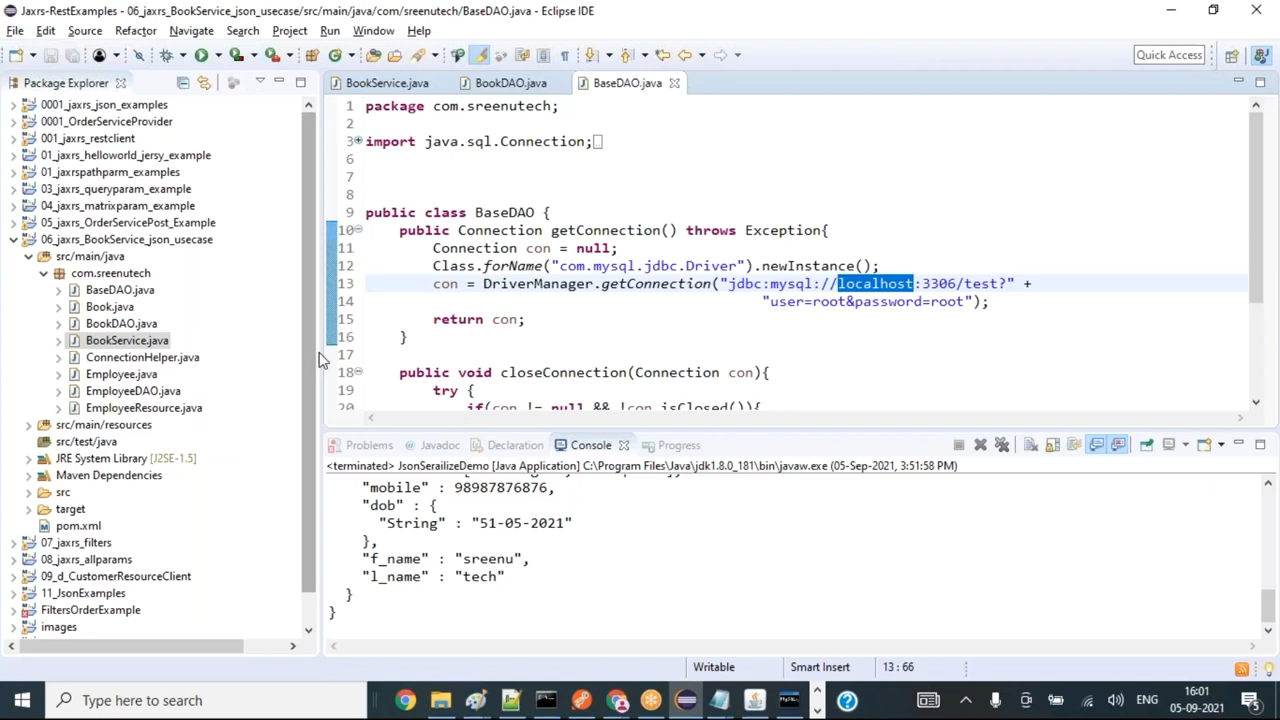 Jaxrs-RestExamples - 06_jaxrs_BookService_json_usecase/src/main/java/com/sreenutech/BaseDAO.java - Eclipse IDE
File Edit Source Refactor Navigate Search Project Run Window Help
Quick Access
Package Explorer
0001_jaxrs_json_examples
0001_OrderServiceProvider
001_jaxrs_restclient
01_jaxrs_helloworld_jersy_example
01_jaxrspathparm_examples
03_jaxrs_queryparam_example
04_jaxrs_matrixparam_example
05_jaxrs_OrderServicePost_Example
06_jaxrs_BookService_json_usecase
src/main/java
com.sreenutech
BaseDAO.java
Book.java
BookDAO.java
BookService.java
ConnectionHelper.java
Employee.java
EmployeeDAO.java
EmployeeResource.java
src/main/resources
src/test/java
JRE System Library [J2SE-1.5]
Maven Dependencies
src
target
pom.xml
07_jaxrs_filters
08_jaxrs_allparams
09_d_CustomerResourceClient
11_JsonExamples
FiltersOrderExample
images
BookService.java BookDAO.java BaseDAO.java
1 package com.sreenutech;
2
3 import java.sql.Connection;
6
7
8
9 public class BaseDAO {
10 public Connection getConnection() throws Exception{
11 Connection con = null;
12 Class.forName("com.mysql.jdbc.Driver").newInstance();
13 con = DriverManager.getConnection("jdbc:mysql://localhost:3306/test?" +
14 "user=root&password=root");
15 return con;
16 }
17
18 public void closeConnection(Connection con){
19 try {
20 if(con != null && !con.isClosed()){
Problems Javadoc Declaration Console Progress
<terminated> JsonSerailizeDemo [Java Application] C:\Program Files\Java\jdk1.8.0_181\bin\javaw.exe (05-Sep-2021, 3:51:58 PM)
"mobile" : 98987876876,
"dob" : {
"String" : "51-05-2021"
},
"f_name" : "sreenu",
"l_name" : "tech"
}
}
Writable Smart Insert 13 : 66
Type here to search
ENG
16:01
05-09-2021
5